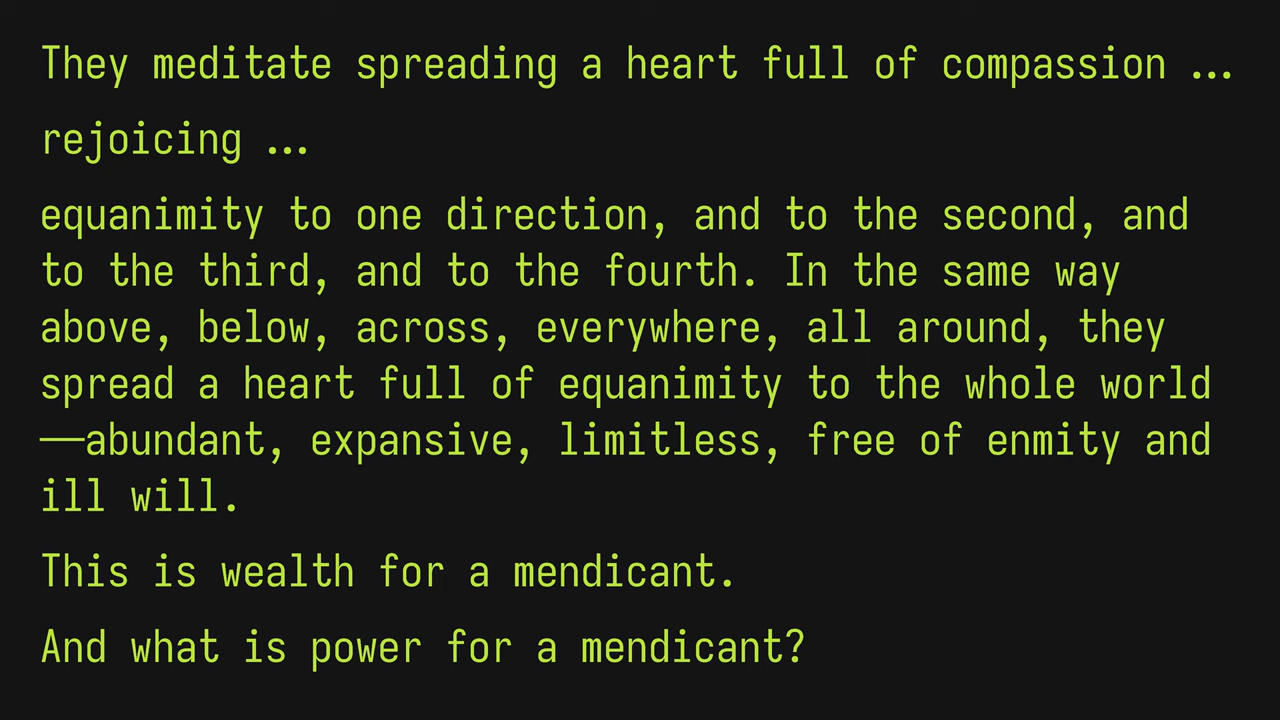 They meditate spreading a heart full of compassion …
rejoicing …
equanimity to one direction, and to the second, and
to the third, and to the fourth. In the same way
above, below, across, everywhere, all around, they
spread a heart full of equanimity to the whole world
—abundant, expansive, limitless, free of enmity and
ill will.
This is wealth for a mendicant.
And what is power for a mendicant?